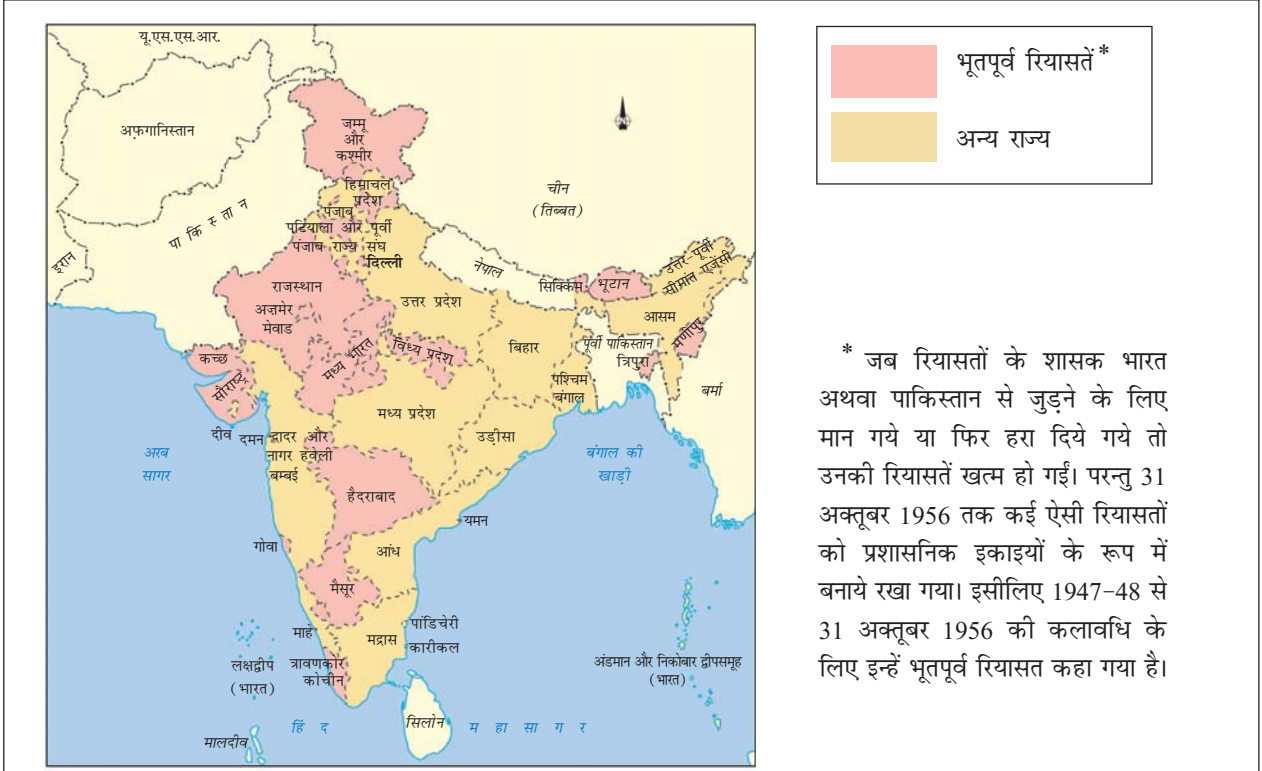 यू.एस.एस.आर.
अफ़गानिस्तान
जम्मू
और
कश्मीर
चीन
(तिब्बत)
हिमाचल
प्रदेश
पंजाब
पाकिस्तान
पटियाला और पूर्वी
पंजाब राज्य संघ
दिल्ली
ईरान
नेपाल
सिक्किम
भूटान
उत्तर-पूर्वी
सीमांत एजेंसी
राजस्थान
अजमेर
मेवाड
उत्तर प्रदेश
आसम
मणीपुर
कच्छ
सौराष्ट्र
मध्य भारत
विंध्य प्रदेश
बिहार
पूर्वी पाकिस्तान
त्रिपुरा
पश्चिम
बंगाल
बर्मा
मध्य प्रदेश
दीव
दमन
दादर और
नागर हवेली
बम्बई
उड़ीसा
अरब
सागर
बंगाल की
खाड़ी
हैदराबाद
यमन
गोवा
आंध
मैसूर
माहे
मद्रास
पांडिचेरी
कारीकल
लक्षद्वीप
(भारत)
त्रावणकोर
कोचीन
अंडमान और निकोबार द्वीपसमूह
(भारत)
सिलोन
हिंद महासागर
मालदीव
N
भूतपूर्व रियासतें*
अन्य राज्य
* जब रियासतों के शासक भारत
अथवा पाकिस्तान से जुड़ने के लिए
मान गये या फिर हरा दिये गये तो
उनकी रियासतें खत्म हो गईं। परन्तु 31
अक्तूबर 1956 तक कई ऐसी रियासतों
को प्रशासनिक इकाइयों के रूप में
बनाये रखा गया। इसीलिए 1947-48 से
31 अक्तूबर 1956 की कलावधि के
लिए इन्हें भूतपूर्व रियासत कहा गया है।